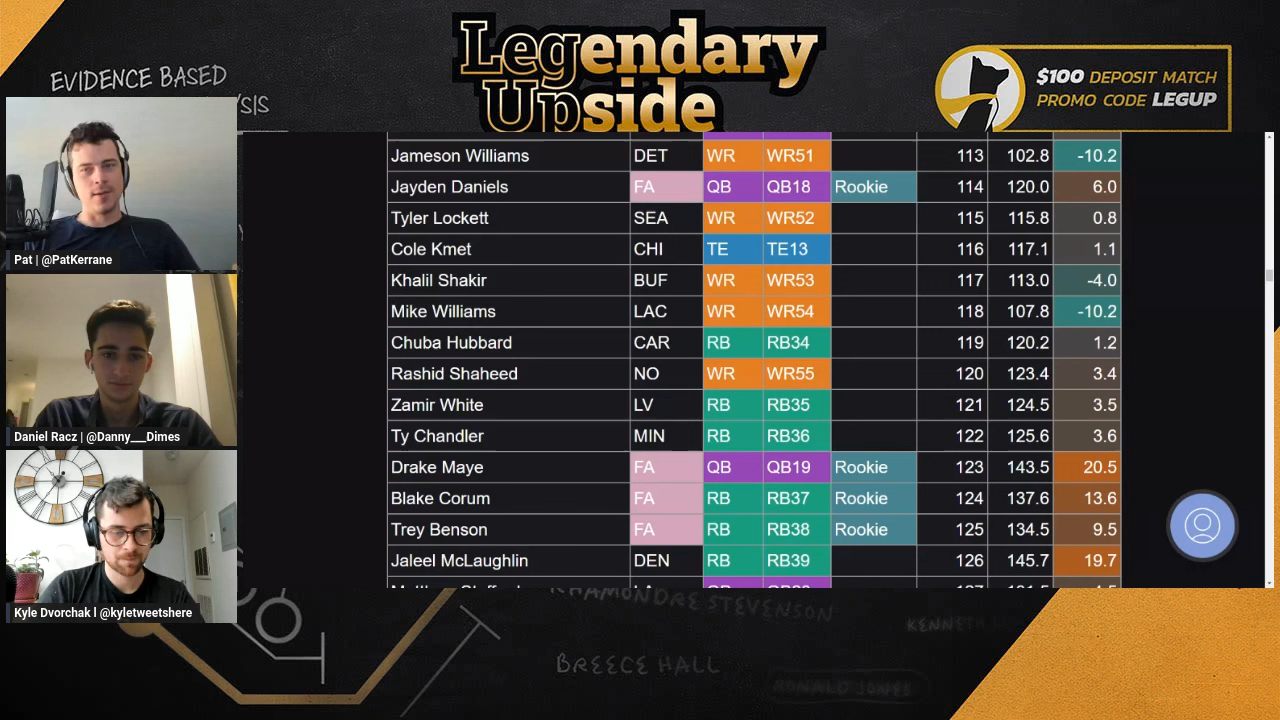 Legendary
Upside
EVIDENCE BASED
YSIS
$100 DEPOSIT MATCH
PROMO CODE LEGUP
Jameson Williams DET WR WR51 113 102.8 -10.2
Jayden Daniels FA QB QB18 Rookie 114 120.0 6.0
Tyler Lockett SEA WR WR52 115 115.8 0.8
Cole Kmet CHI TE TE13 116 117.1 1.1
Khalil Shakir BUF WR WR53 117 113.0 -4.0
Mike Williams LAC WR WR54 118 107.8 -10.2
Chuba Hubbard CAR RB RB34 119 120.2 1.2
Rashid Shaheed NO WR WR55 120 123.4 3.4
Zamir White LV RB RB35 121 124.5 3.5
Ty Chandler MIN RB RB36 122 125.6 3.6
Drake Maye FA QB QB19 Rookie 123 143.5 20.5
Blake Corum FA RB RB37 Rookie 124 137.6 13.6
Trey Benson FA RB RB38 Rookie 125 134.5 9.5
Jaleel McLaughlin DEN RB RB39 126 145.7 19.7
Pat | @PatKerrane
Daniel Racz | @Danny___Dimes
Kyle Dvorchak l @kyletweetshere
RHAMONDRE STEVENSON
KENNETH
BREECE HALL
RONALD JONES